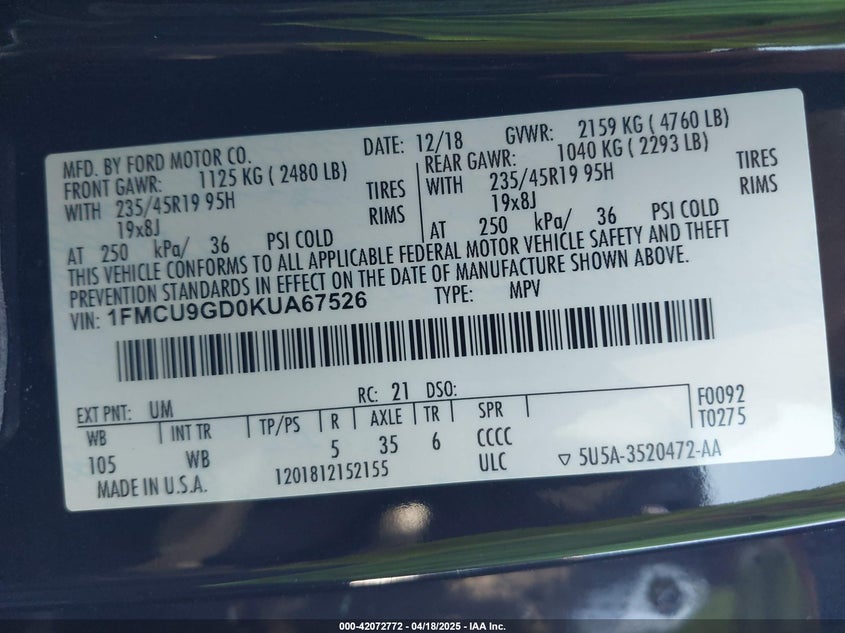 MFD. BY FORD MOTOR CO. DATE: 12/18 GVWR: 2159 KG ( 4760 LB)
FRONT GAWR: 1125 KG ( 2480 LB) REAR GAWR: 1040 KG ( 2293 LB)
WITH 235/45R19 95H TIRES WITH 235/45R19 95H TIRES
19x8J RIMS 19x8J RIMS
AT 250 kPa/ 36 PSI COLD AT 250 kPa/ 36 PSI COLD
THIS VEHICLE CONFORMS TO ALL APPLICABLE FEDERAL MOTOR VEHICLE SAFETY AND THEFT
PREVENTION STANDARDS IN EFFECT ON THE DATE OF MANUFACTURE SHOWN ABOVE.
VIN: 1FMCU9GD0KUA67526 TYPE: MPV
EXT PNT: UM RC: 21 DSO: F0092
WB INT TR TP/PS R AXLE TR SPR T0275
105 WB 5 35 6 CCCC
MADE IN U.S.A. 1201812152155 ULC ▽ 5U5A-3520472-AA
000-42072772 - 04/18/2025 - IAA Inc.